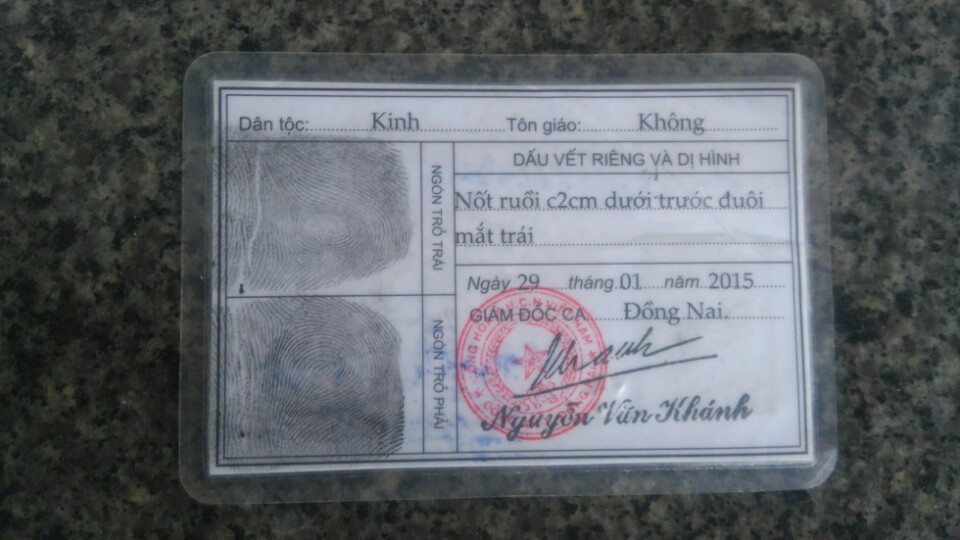 Dân tộc: Kinh Tôn giáo: Không
NGÓN TRỎ TRÁI
NGÓN TRỎ PHẢI
DẤU VẾT RIÊNG VÀ DỊ HÌNH
Nốt ruồi c2cm dưới trước đuôi
mắt trái
Ngày 29 tháng 01 năm 2015
GIÁM ĐỐC CA Đồng Nai.
Nguyễn Văn Khánh